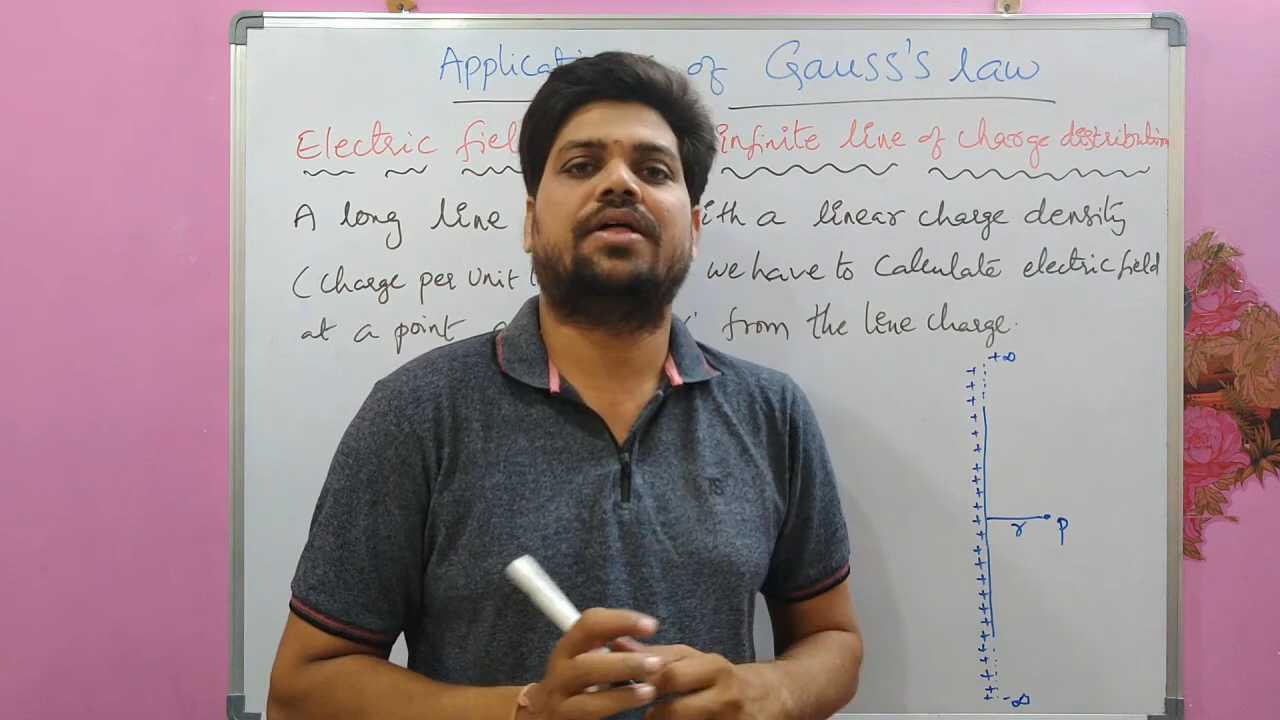 Applicat of Gauss's law
Electric fiel infinite line of charge distribution
A long line ith a linear charge density
(charge per unit we have to Calculate electric field
at a point from the line charge.
+∞
+ + + + + + + + + + + + + + + + + + + + +
r P
-∞